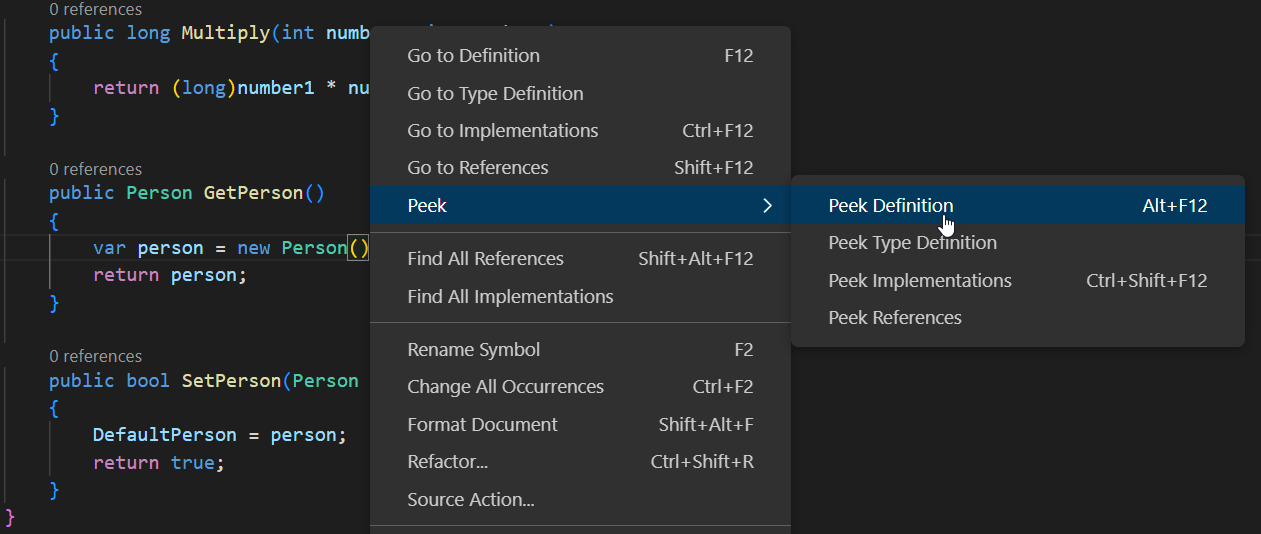 0 references
public long Multiply(int numb
{
return (long)number1 * nu
}
0 references
public Person GetPerson()
{
var person = new Person()
return person;
}
0 references
public bool SetPerson(Person
{
DefaultPerson = person;
return true;
}
}
Go to Definition F12
Go to Type Definition
Go to Implementations Ctrl+F12
Go to References Shift+F12
Peek
Find All References Shift+Alt+F12
Find All Implementations
Rename Symbol F2
Change All Occurrences Ctrl+F2
Format Document Shift+Alt+F
Refactor... Ctrl+Shift+R
Source Action...
Peek Definition Alt+F12
Peek Type Definition
Peek Implementations Ctrl+Shift+F12
Peek References